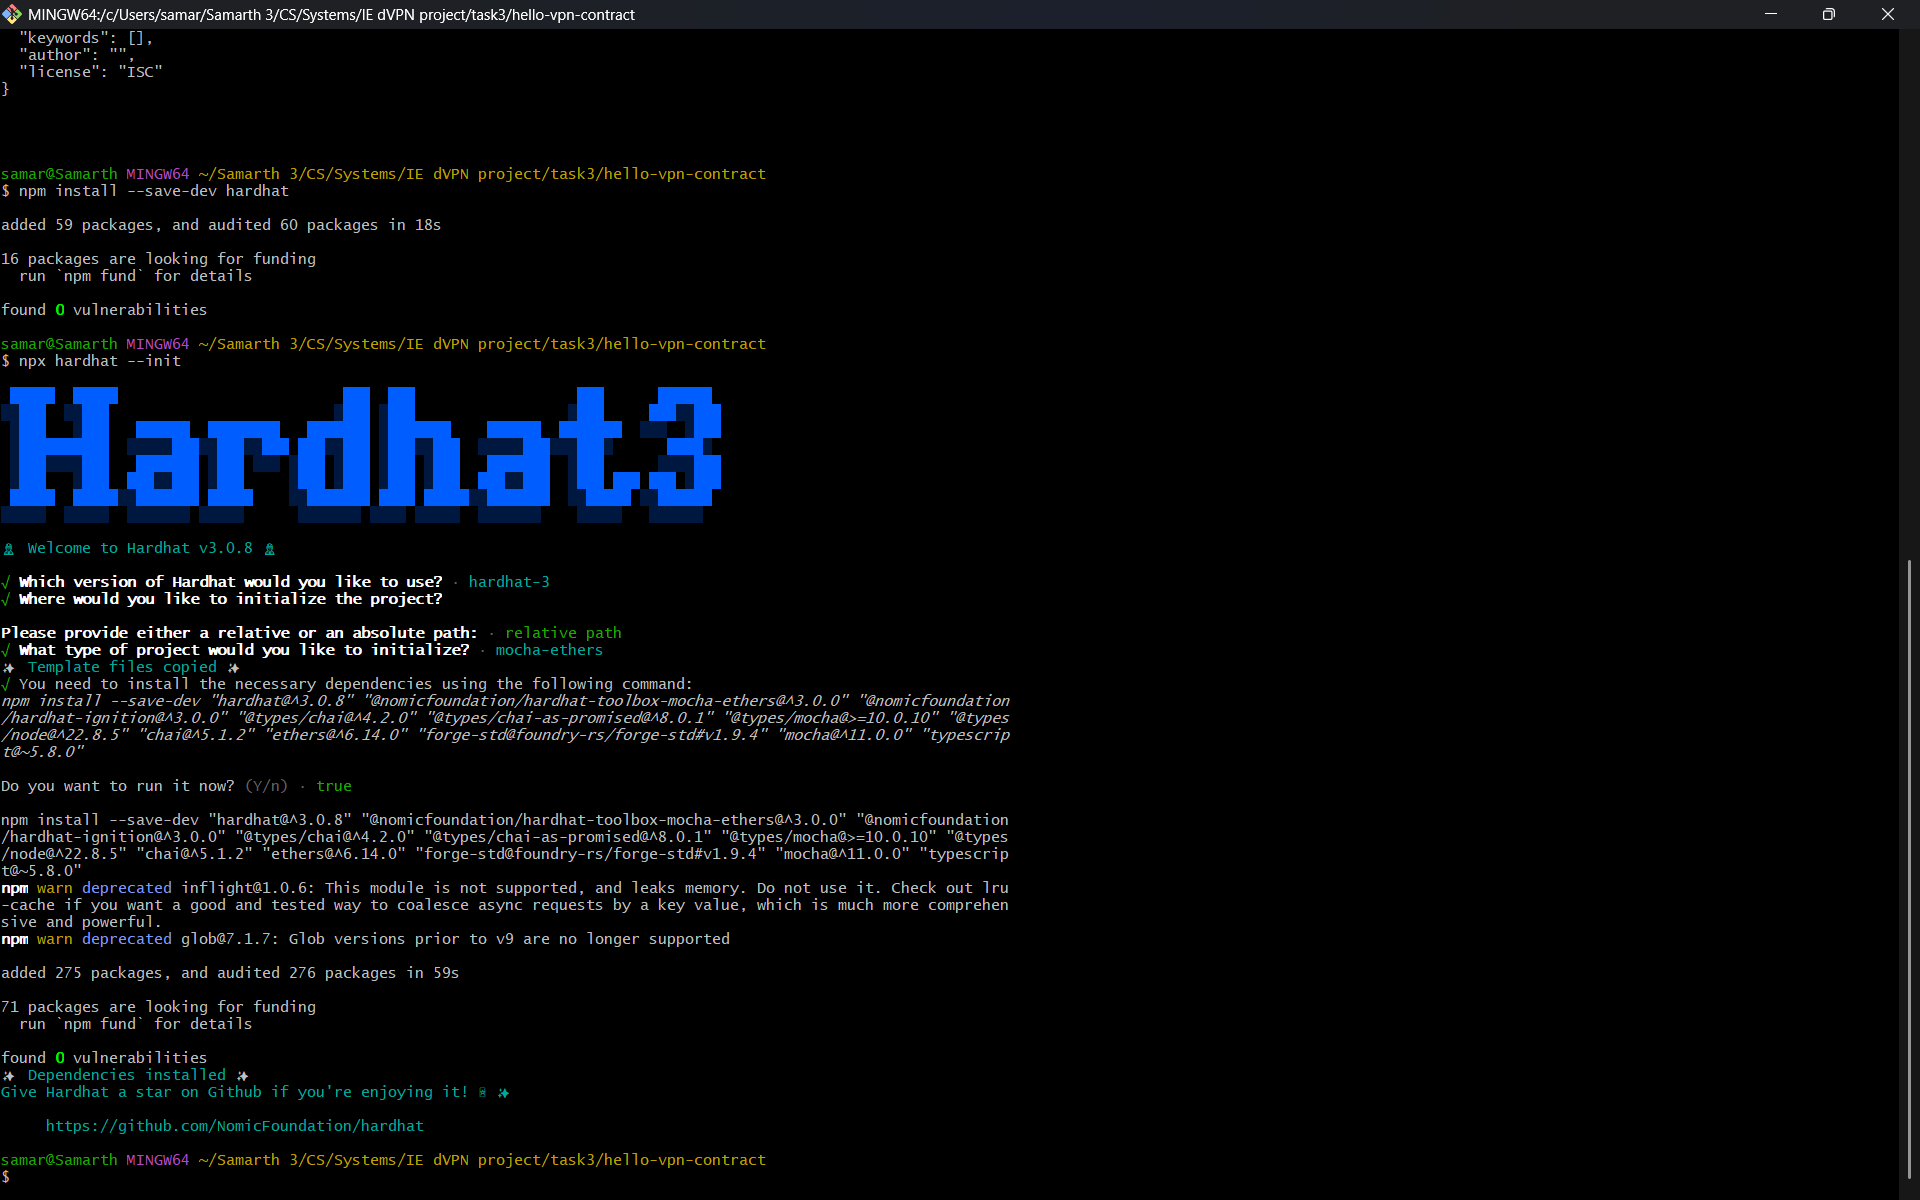 MINGW64:/c/Users/samar/Samarth 3/CS/Systems/IE dVPN project/task3/hello-vpn-contract
"keywords": [],
"author": "",
"license": "ISC"
}
samar@Samarth MINGW64 ~/Samarth 3/CS/Systems/IE dVPN project/task3/hello-vpn-contract
$ npm install --save-dev hardhat
added 59 packages, and audited 60 packages in 18s
16 packages are looking for funding
run `npm fund` for details
found 0 vulnerabilities
samar@Samarth MINGW64 ~/Samarth 3/CS/Systems/IE dVPN project/task3/hello-vpn-contract
$ npx hardhat --init
Hardhat3
Welcome to Hardhat v3.0.8
√ Which version of Hardhat would you like to use? · hardhat-3
√ Where would you like to initialize the project?
Please provide either a relative or an absolute path: · relative path
√ What type of project would you like to initialize? · mocha-ethers
✨ Template files copied ✨
√ You need to install the necessary dependencies using the following command:
npm install --save-dev "hardhat@^3.0.8" "@nomicfoundation/hardhat-toolbox-mocha-ethers@^3.0.0" "@nomicfoundation
/hardhat-ignition@^3.0.0" "@types/chai@^4.2.0" "@types/chai-as-promised@^8.0.1" "@types/mocha@>=10.0.10" "@types
/node@^22.8.5" "chai@^5.1.2" "ethers@^6.14.0" "forge-std@foundry-rs/forge-std#v1.9.4" "mocha@^11.0.0" "typescrip
t@~5.8.0"
Do you want to run it now? (Y/n) · true
npm install --save-dev "hardhat@^3.0.8" "@nomicfoundation/hardhat-toolbox-mocha-ethers@^3.0.0" "@nomicfoundation
/hardhat-ignition@^3.0.0" "@types/chai@^4.2.0" "@types/chai-as-promised@^8.0.1" "@types/mocha@>=10.0.10" "@types
/node@^22.8.5" "chai@^5.1.2" "ethers@^6.14.0" "forge-std@foundry-rs/forge-std#v1.9.4" "mocha@^11.0.0" "typescrip
t@~5.8.0"
npm warn deprecated inflight@1.0.6: This module is not supported, and leaks memory. Do not use it. Check out lru
-cache if you want a good and tested way to coalesce async requests by a key value, which is much more comprehen
sive and powerful.
npm warn deprecated glob@7.1.7: Glob versions prior to v9 are no longer supported
added 275 packages, and audited 276 packages in 59s
71 packages are looking for funding
run `npm fund` for details
found 0 vulnerabilities
✨ Dependencies installed ✨
Give Hardhat a star on Github if you're enjoying it! ✨
https://github.com/NomicFoundation/hardhat
samar@Samarth MINGW64 ~/Samarth 3/CS/Systems/IE dVPN project/task3/hello-vpn-contract
$